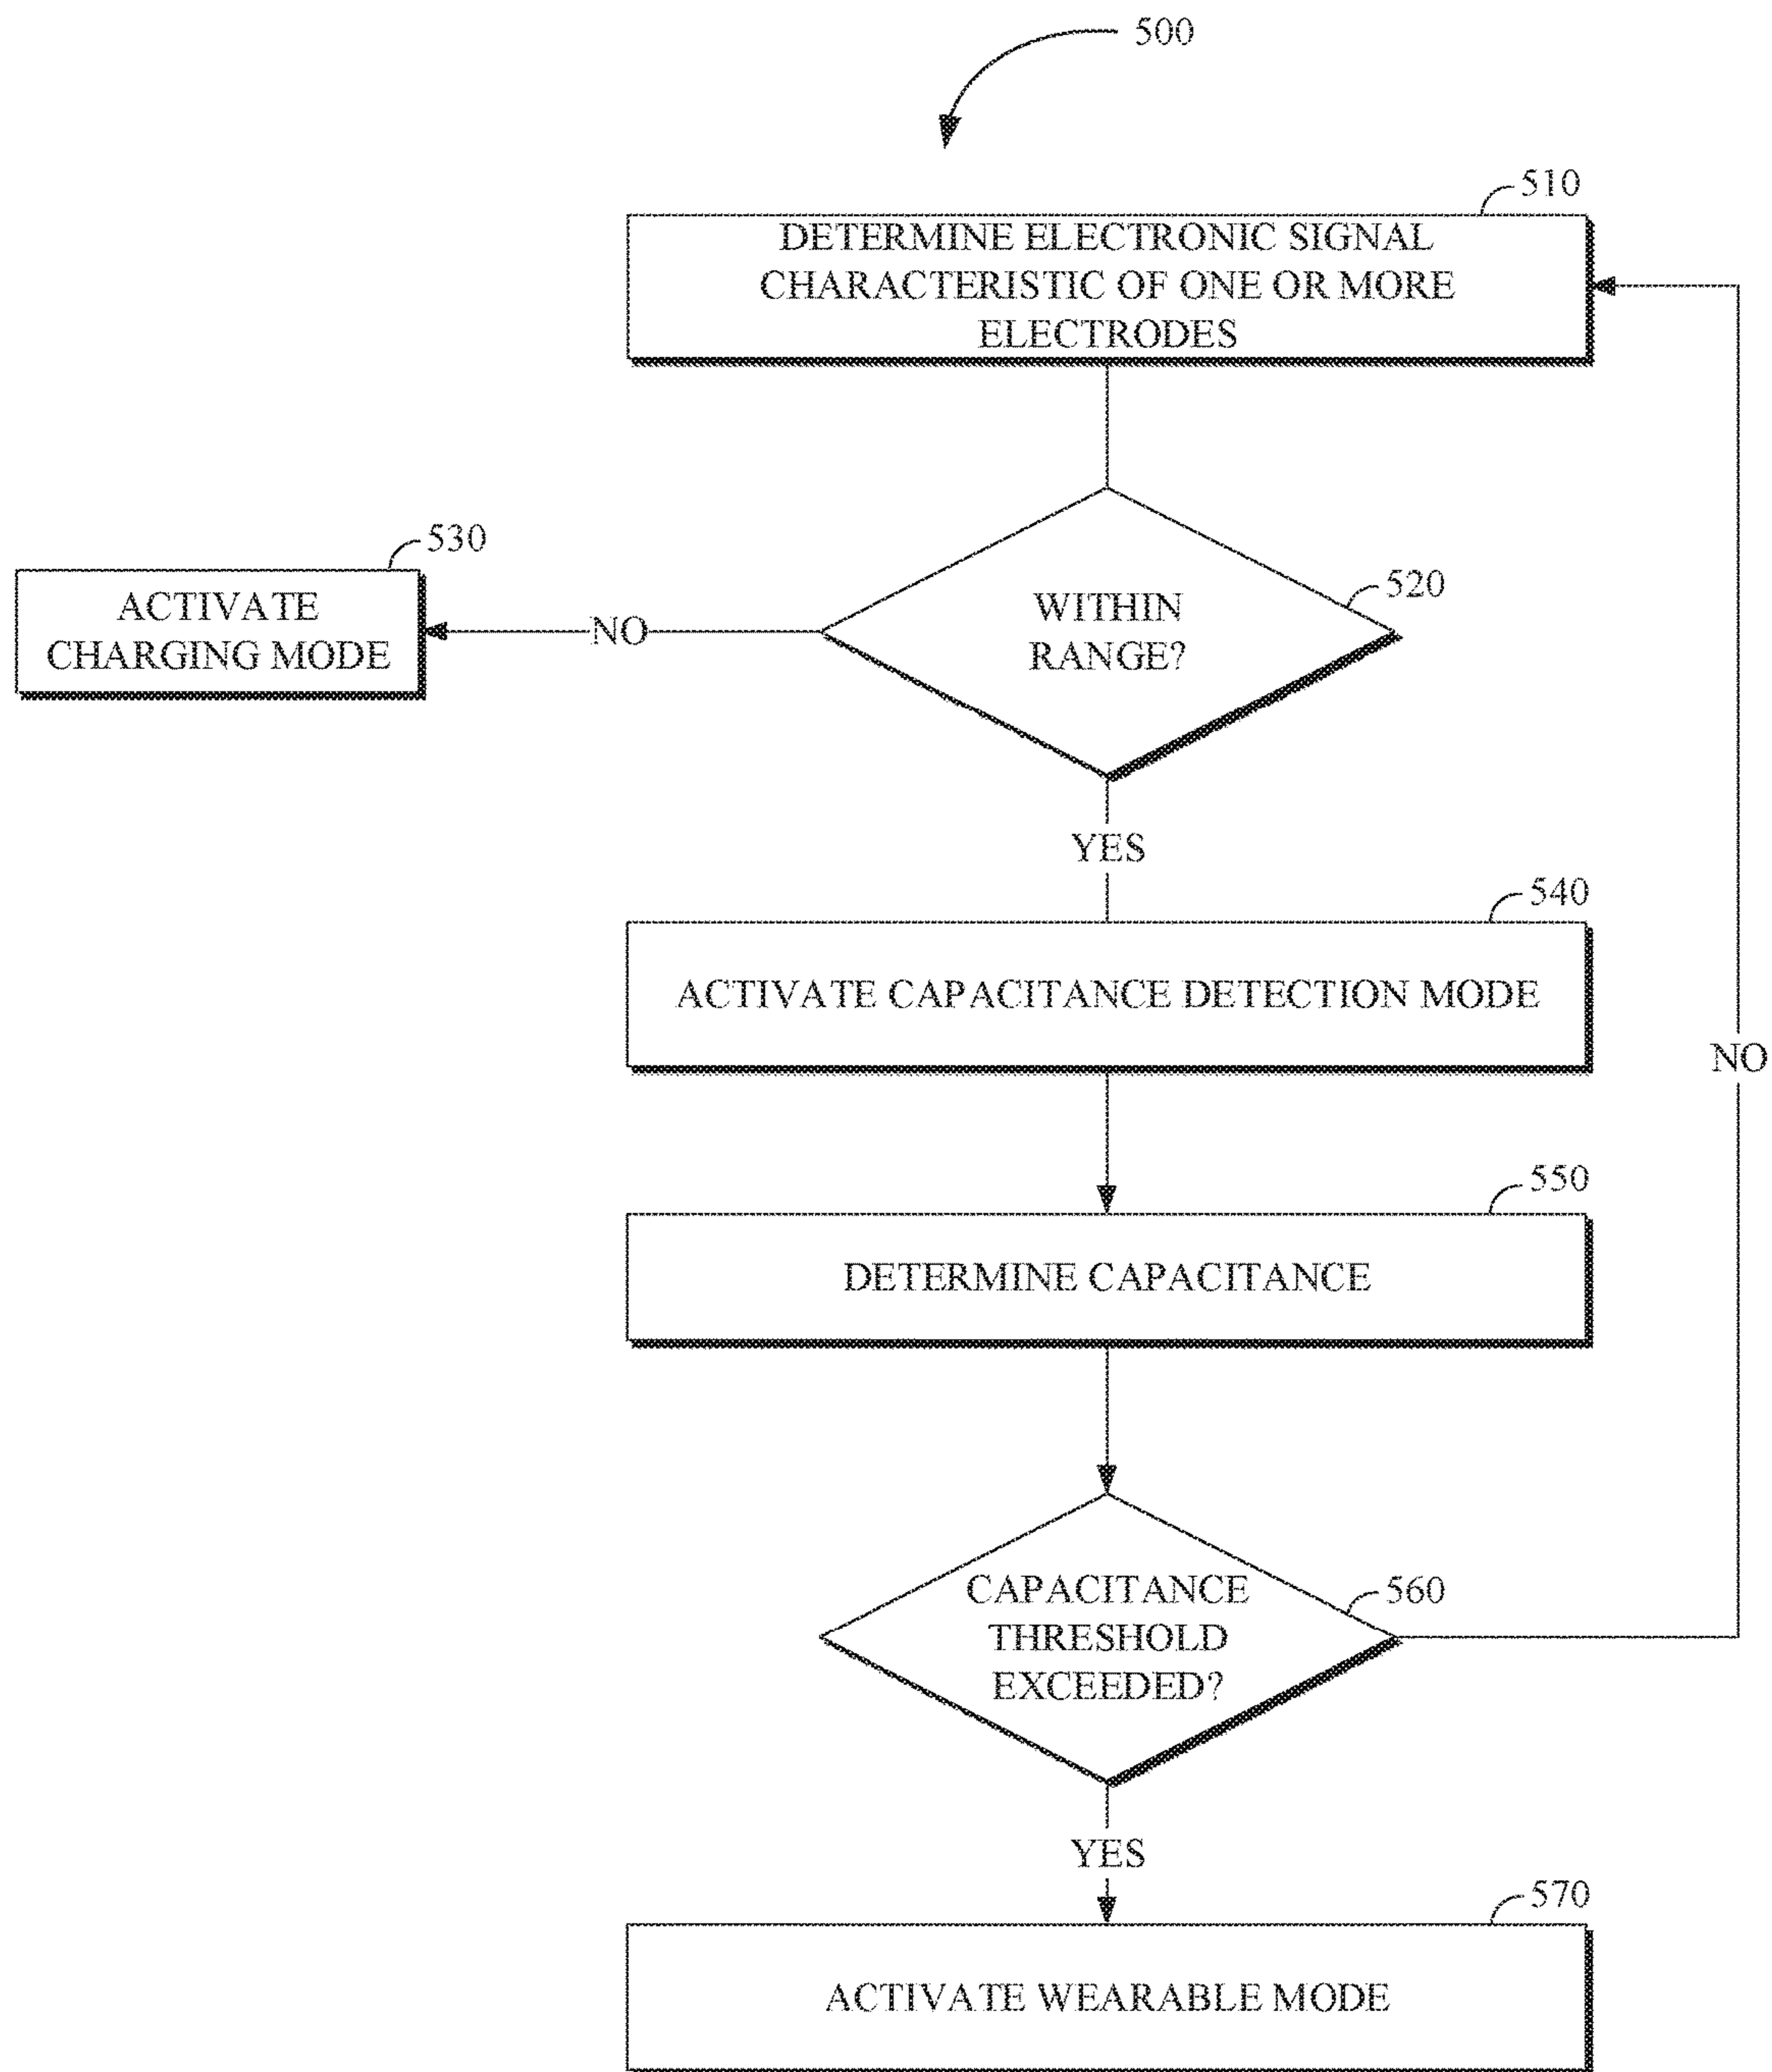 500
510
DETERMINE ELECTRONIC SIGNAL
CHARACTERISTIC OF ONE OR MORE
ELECTRODES
530
ACTIVATE
CHARGING MODE
NO
520
WITHIN
RANGE?
YES
540
ACTIVATE CAPACITANCE DETECTION MODE
NO
550
DETERMINE CAPACITANCE
560
CAPACITANCE
THRESHOLD
EXCEEDED?
YES
570
ACTIVATE WEARABLE MODE